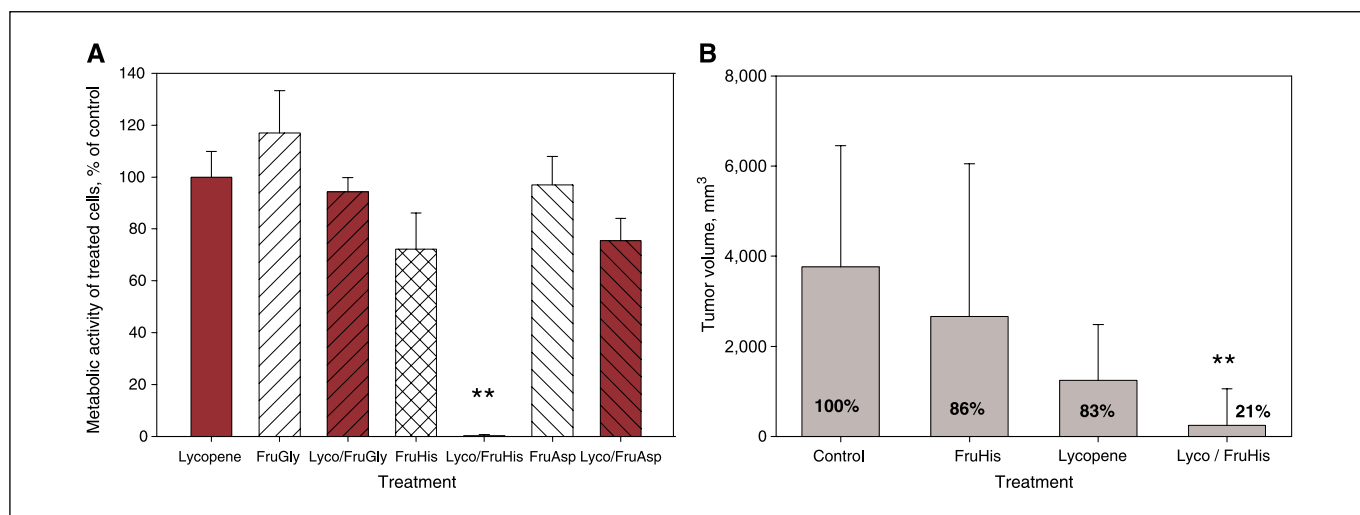 A
Metabolic activity of treated cells, % of control
140
120
100
80
60
40
20
0
**
Lycopene FruGly Lyco/FruGly FruHis Lyco/FruHis FruAsp Lyco/FruAsp
Treatment
B
Tumor volume, mm³
8,000
6,000
4,000
2,000
0
**
100% 86% 83% 21%
Control FruHis Lycopene Lyco / FruHis
Treatment